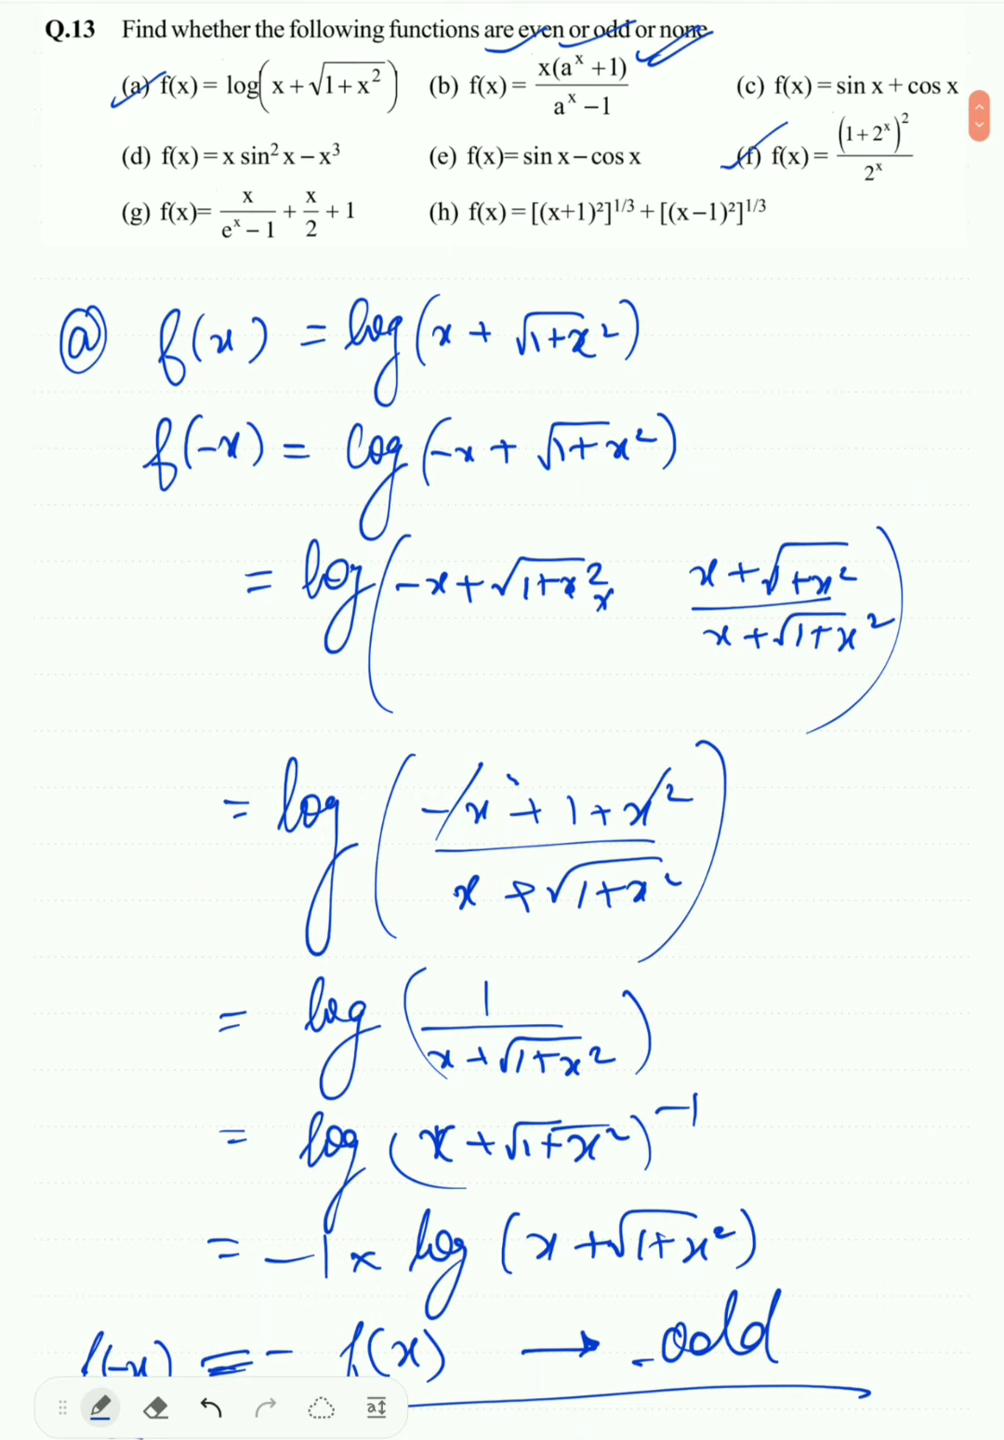 Q.13 Find whether the following functions are even or odd or none
(a) f(x) = log(x + √(1 + x²)) (b) f(x) = x(aˣ + 1)/(aˣ − 1) (c) f(x) = sin x + cos x
(d) f(x) = x sin² x − x³ (e) f(x)= sin x − cos x (f) f(x) = (1 + 2ˣ)²/2ˣ
(g) f(x)= x/(eˣ − 1) + x/2 + 1 (h) f(x) = [(x+1)²]^1/3 + [(x−1)²]^1/3
(a) f(x) = log(x + √(1+x²))
f(−x) = log(−x + √(1+x²))
= log(−x + √(1+x²) × (x + √(1+x²))/(x + √(1+x²)))
= log((−x² + 1 + x²)/(x + √(1+x²)))
= log(1/(x + √(1+x²)))
= log(x + √(1+x²))⁻¹
= −1 × log(x + √(1+x²))
f(−x) = − f(x) → odd